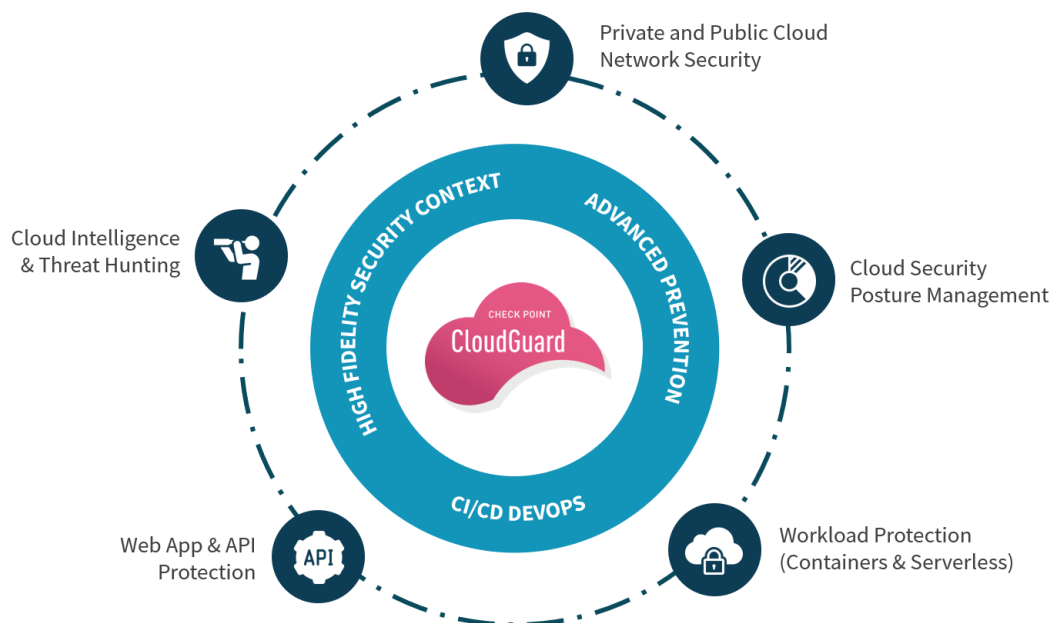 Private and Public Cloud
Network Security
HIGH FIDELITY SECURITY CONTEXT
ADVANCED PREVENTION
Cloud Intelligence
& Threat Hunting
Cloud Security
Posture Management
CHECK POINT
CloudGuard
CI/CD DEVOPS
Web App & API
Protection
API
Workload Protection
(Containers & Serverless)